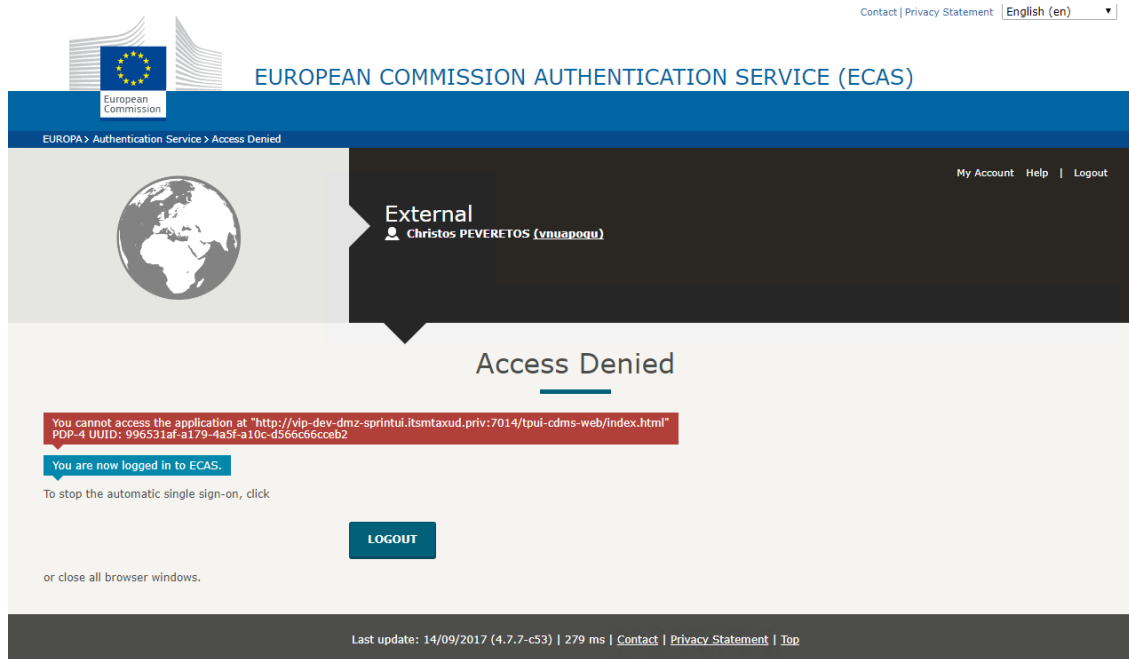 Contact | Privacy Statement English (en)
EUROPEAN COMMISSION AUTHENTICATION SERVICE (ECAS)
European
Commission
EUROPA > Authentication Service > Access Denied
My Account Help | Logout
External
Christos PEVERETOS (vnuapogu)
Access Denied
You cannot access the application at "http://vip-dev-dmz-sprintui.itsmtaxud.priv:7014/tpui-cdms-web/index.html"
PDP-4 UUID: 996531af-a179-4a5f-a10c-d566c66cceb2
You are now logged in to ECAS.
To stop the automatic single sign-on, click
LOGOUT
or close all browser windows.
Last update: 14/09/2017 (4.7.7-c53) | 279 ms | Contact | Privacy Statement | Top